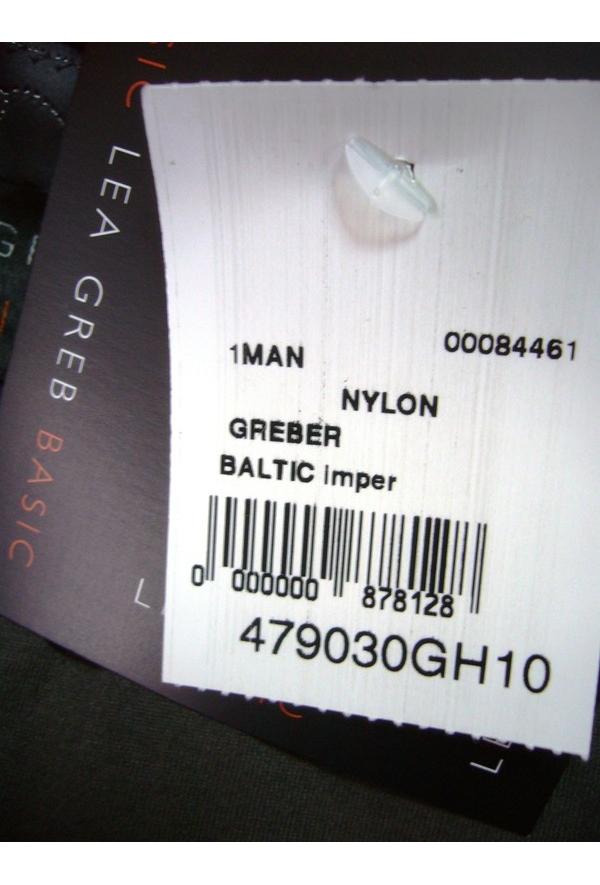 LEA GREB BASIC
1MAN 00084461
NYLON
GREBER
BALTIC imper
0 000000 878128
479030GH10